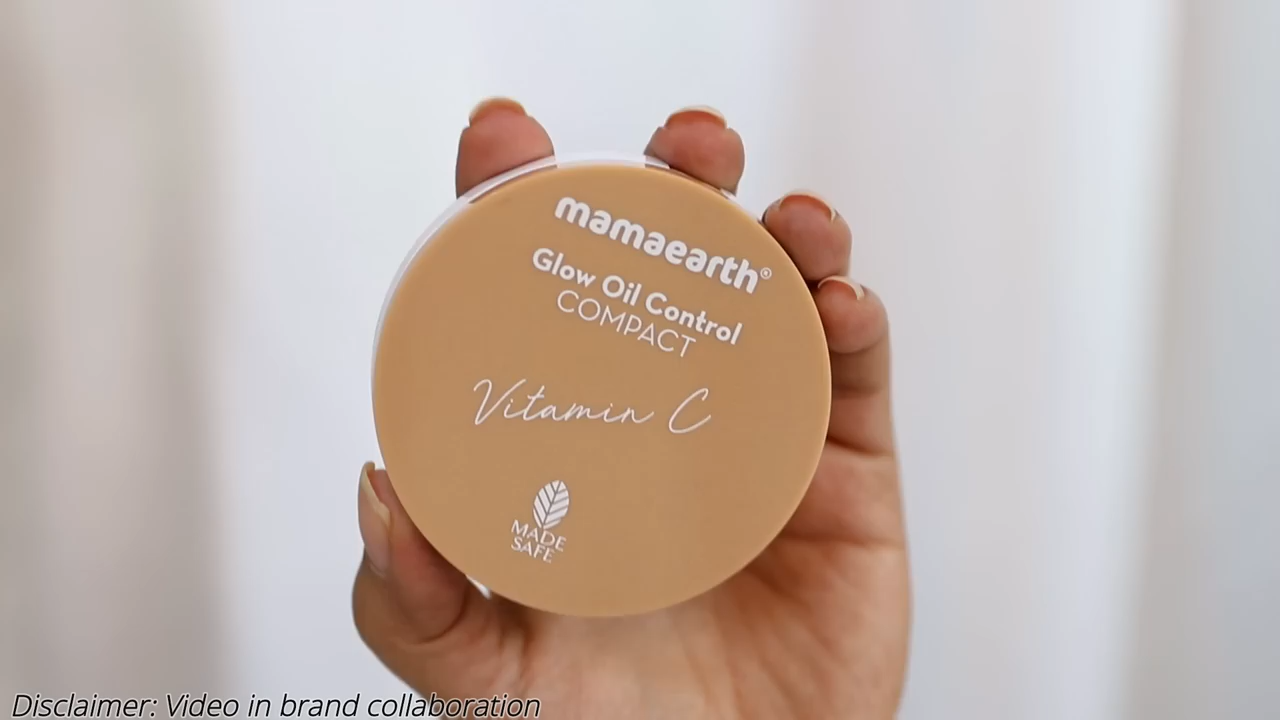 mamaearth®
Glow Oil Control
COMPACT
Vitamin C
MADE
SAFE
Disclaimer: Video in brand collaboration